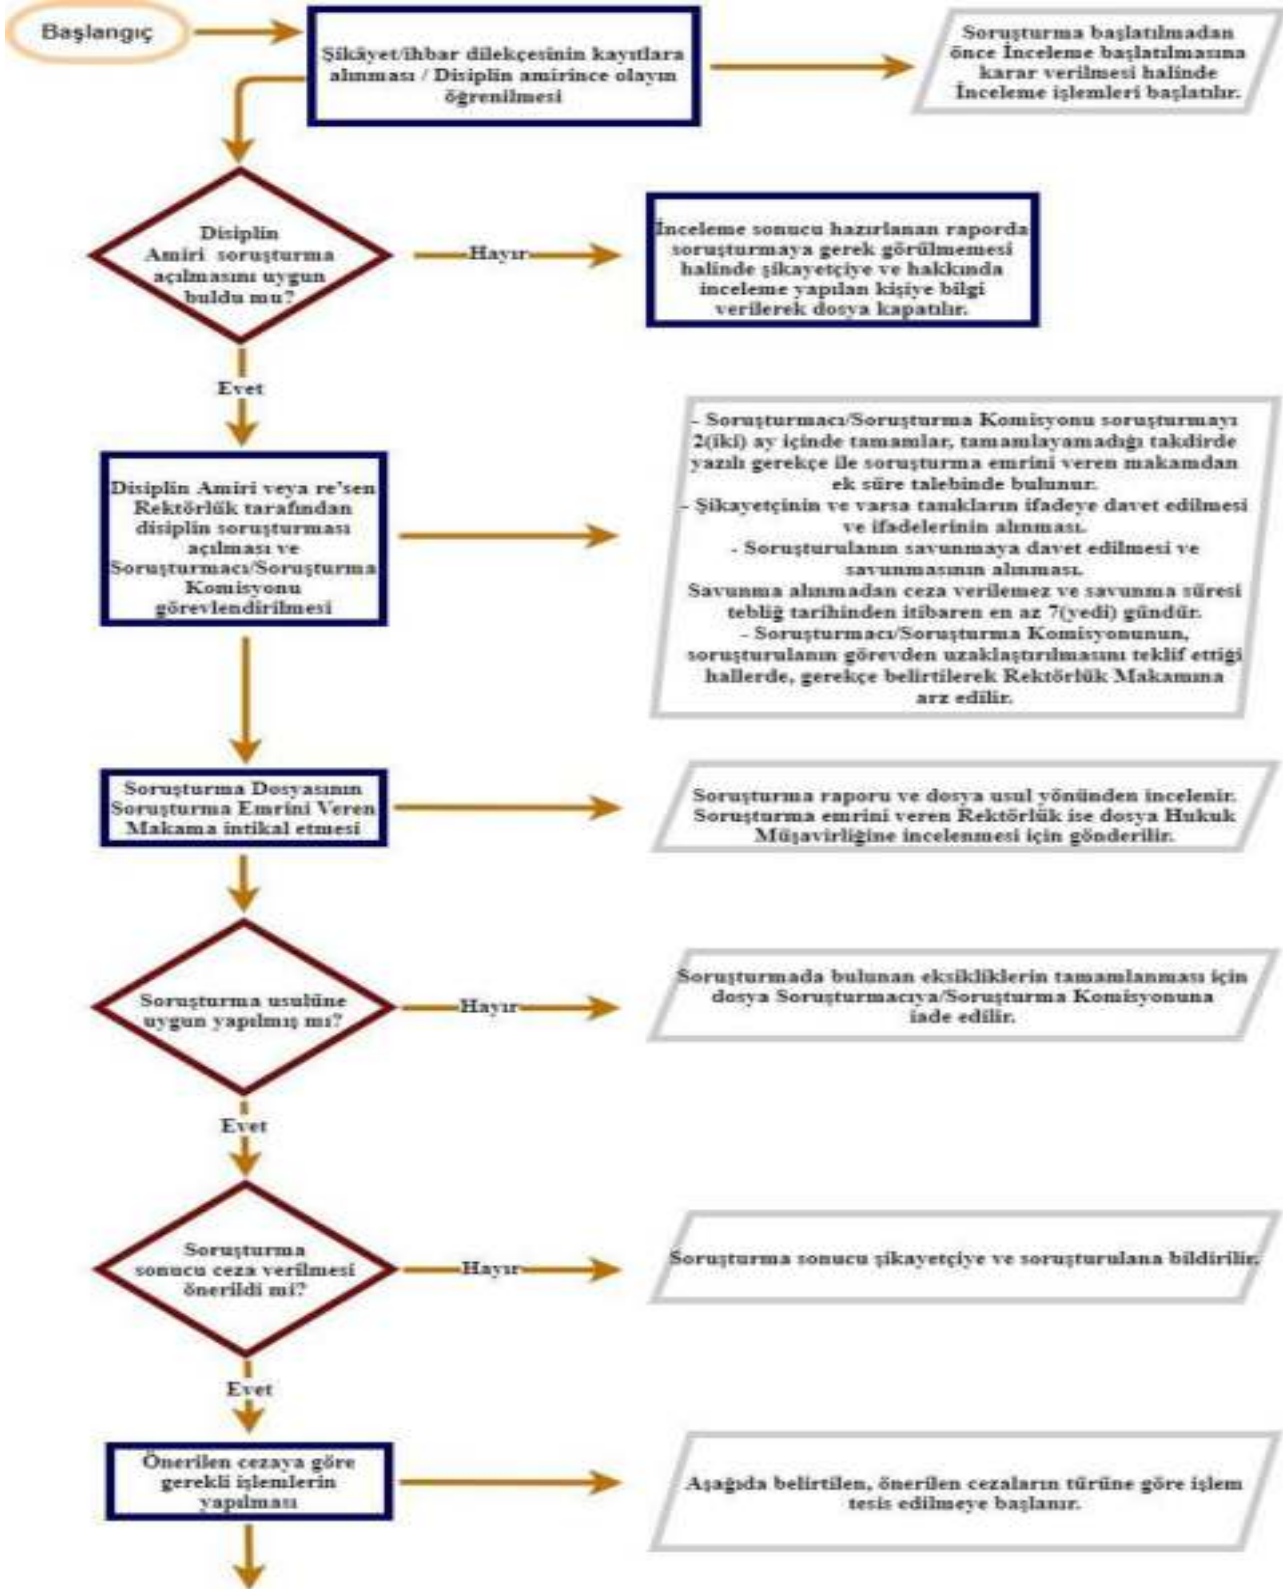 Başlangıç
Şikâyet/ihbar dilekçesinin kayıtlara
alınması / Disiplin amirince olayın
öğrenilmesi
Soruşturma başlatılmadan
önce İnceleme başlatılmasına
karar verilmesi halinde
İnceleme işlemleri başlatılır.
Disiplin
Amiri soruşturma
açılmasını uygun
buldu mu?
Hayır
İnceleme sonucu hazırlanan raporda
soruşturmaya gerek görülmemesi
halinde şikayetçiye ve hakkında
inceleme yapılan kişiye bilgi
verilerek dosya kapatılır.
Evet
Disiplin Amiri veya re'sen
Rektörlük tarafından
disiplin soruşturması
açılması ve
Soruşturmacı/Soruşturma
Komisyonu
görevlendirilmesi
- Soruşturmacı/Soruşturma Komisyonu soruşturmayı
2(iki) ay içinde tamamlar, tamamlayamadığı takdirde
yazılı gerekçe ile soruşturma emrini veren makamdan
ek süre talebinde bulunur.
- Şikayetçinin ve varsa tanıkların ifadeye davet edilmesi
ve ifadelerinin alınması.
- Soruşturulanın savunmaya davet edilmesi ve
savunmasının alınması.
Savunma alınmadan ceza verilemez ve savunma süresi
tebliğ tarihinden itibaren en az 7(yedi) gündür.
- Soruşturmacı/Soruşturma Komisyonunun,
soruşturulanın görevden uzaklaştırılmasını teklif ettiği
hallerde, gerekçe belirtilerek Rektörlük Makamına
arz edilir.
Soruşturma Dosyasının
Soruşturma Emrini Veren
Makama intikal etmesi
Soruşturma raporu ve dosya usul yönünden incelenir.
Soruşturma emrini veren Rektörlük ise dosya Hukuk
Müşavirliğine incelenmesi için gönderilir.
Soruşturma usulüne
uygun yapılmış mı?
Hayır
Soruşturmada bulunan eksikliklerin tamamlanması için
dosya Soruşturmacıya/Soruşturma Komisyonuna
iade edilir.
Evet
Soruşturma
sonucu ceza verilmesi
önerildi mi?
Hayır
Soruşturma sonucu şikayetçiye ve soruşturulana bildirilir.
Evet
Önerilen cezaya göre
gerekli işlemlerin
yapılması
Aşağıda belirtilen, önerilen cezaların türüne göre işlem
tesis edilmeye başlanır.